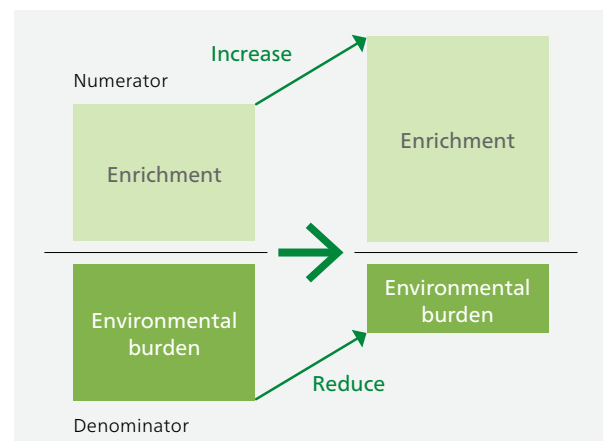 Increase
Numerator
Enrichment
Enrichment
Environmental
burden
Environmental
burden
Reduce
Denominator